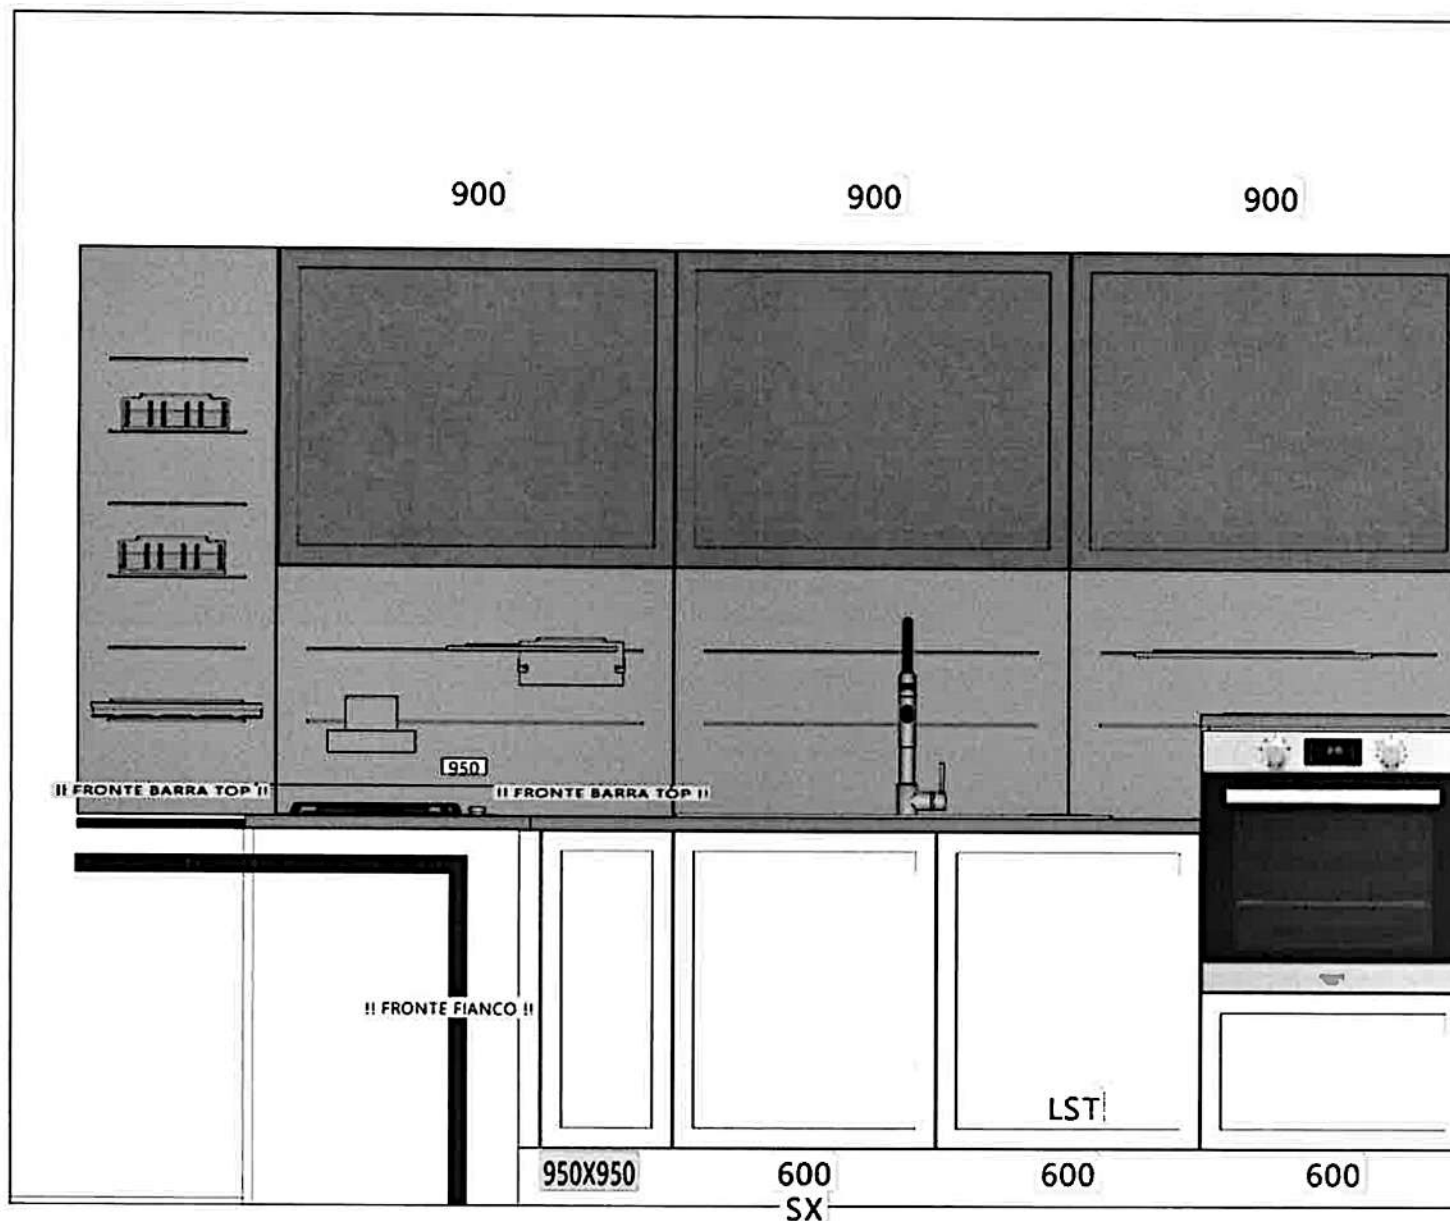 900 900 900
950
!! FRONTE BARRA TOP !! !! FRONTE BARRA TOP !!
!! FRONTE FIANCO !!
LST
950X950 600 600 600
SX